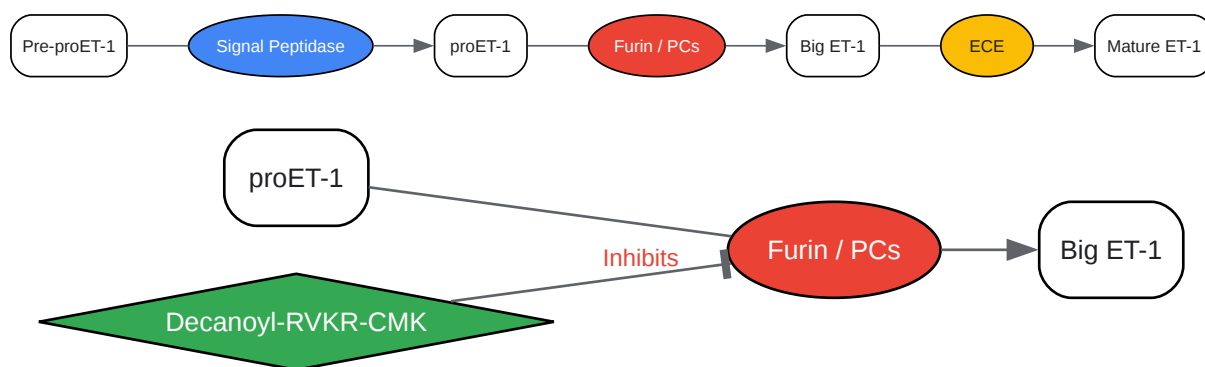 Pre-proET-1
Signal Peptidase
proET-1
Furin / PCs
Big ET-1
ECE
Mature ET-1
proET-1
Inhibits
Furin / PCs
Big ET-1
Decanoyl-RVKR-CMK